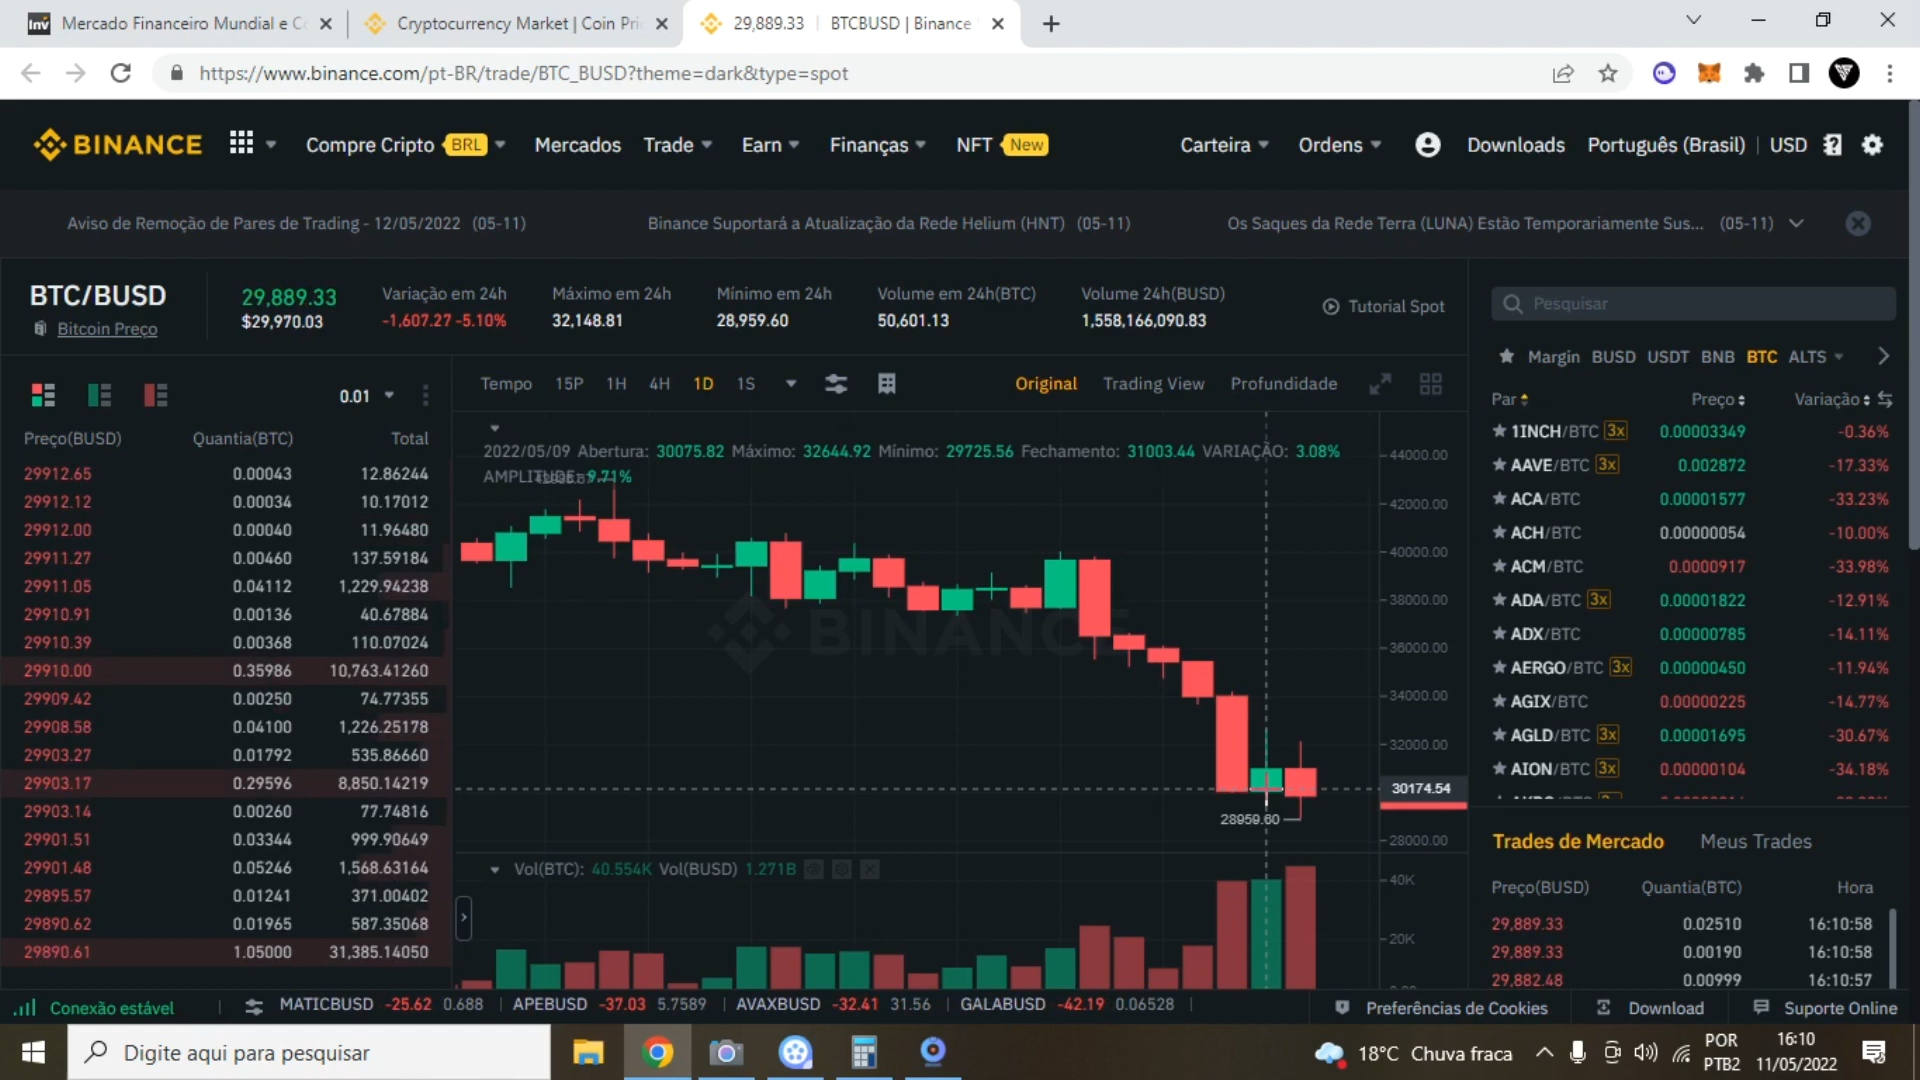 Mercado Financeiro Mundial e Co
Cryptocurrency Market | Coin Pri
29,889.33 | BTCBUSD | Binance
https://www.binance.com/pt-BR/trade/BTC_BUSD?theme=dark&type=spot
BINANCE
Compre Cripto BRL
Mercados
Trade
Earn
Finanças
NFT New
Carteira
Ordens
Downloads
Português (Brasil) | USD
Aviso de Remoção de Pares de Trading - 12/05/2022 (05-11)
Binance Suportará a Atualização da Rede Helium (HNT) (05-11)
Os Saques da Rede Terra (LUNA) Estão Temporariamente Sus... (05-11)
BTC/BUSD
Bitcoin Preço
29,889.33
$29,970.03
Variação em 24h
-1,607.27 -5.10%
Máximo em 24h
32,148.81
Mínimo em 24h
28,959.60
Volume em 24h(BTC)
50,601.13
Volume 24h(BUSD)
1,558,166,090.83
Tutorial Spot
0.01
Preço(BUSD) Quantia(BTC) Total
29912.65 0.00043 12.86244
29912.12 0.00034 10.17012
29912.00 0.00040 11.96480
29911.27 0.00460 137.59184
29911.05 0.04112 1,229.94238
29910.91 0.00136 40.67884
29910.39 0.00368 110.07024
29910.00 0.35986 10,763.41260
29909.42 0.00250 74.77355
29908.58 0.04100 1,226.25178
29903.27 0.01792 535.86660
29903.17 0.29596 8,850.14219
29903.14 0.00260 77.74816
29901.51 0.03344 999.90649
29901.48 0.05246 1,568.63164
29895.57 0.01241 371.00402
29890.62 0.01965 587.35068
29890.61 1.05000 31,385.14050
Tempo 15P 1H 4H 1D 1S
Original Trading View Profundidade
2022/05/09 Abertura: 30075.82 Máximo: 32644.92 Mínimo: 29725.56 Fechamento: 31003.44 VARIAÇÃO: 3.08%
AMPLITUDE: 9.71%
BINANCE
44000.00
42000.00
40000.00
38000.00
36000.00
34000.00
32000.00
30174.54
28959.60
28000.00
Vol(BTC): 40.554K Vol(BUSD) 1.271B
40K
20K
Pesquisar
Margin BUSD USDT BNB BTC ALTS
Par Preço Variação
1INCH/BTC 3x 0.00003349 -0.36%
AAVE/BTC 3x 0.002872 -17.33%
ACA/BTC 0.00001577 -33.23%
ACH/BTC 0.00000054 -10.00%
ACM/BTC 0.0000917 -33.98%
ADA/BTC 3x 0.00001822 -12.91%
ADX/BTC 0.00000785 -14.11%
AERGO/BTC 3x 0.00000450 -11.94%
AGIX/BTC 0.00000225 -14.77%
AGLD/BTC 3x 0.00001695 -30.67%
AION/BTC 3x 0.00000104 -34.18%
Trades de Mercado Meus Trades
Preço(BUSD) Quantia(BTC) Hora
29,889.33 0.02510 16:10:58
29,889.33 0.00190 16:10:58
29,882.48 0.00999 16:10:57
Conexão estável
MATICBUSD -25.62 0.688 | APEBUSD -37.03 5.7589 | AVAXBUSD -32.41 31.56 | GALABUSD -42.19 0.06528
Preferências de Cookies
Download
Suporte Online
Digite aqui para pesquisar
18°C Chuva fraca
POR
PTB2
16:10
11/05/2022